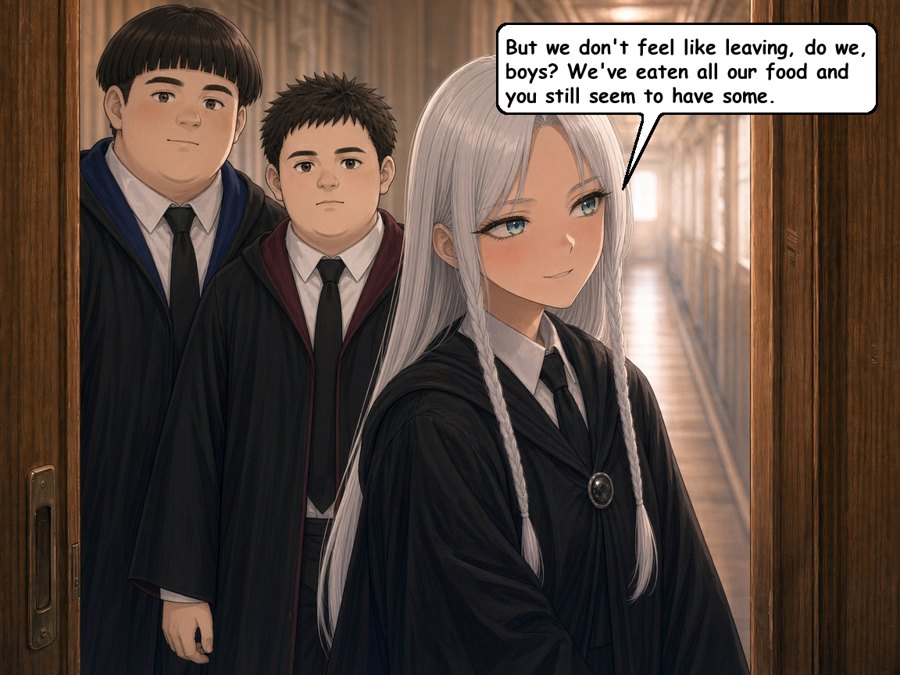 But we don't feel like leaving, do we,
boys? We've eaten all our food and
you still seem to have some.